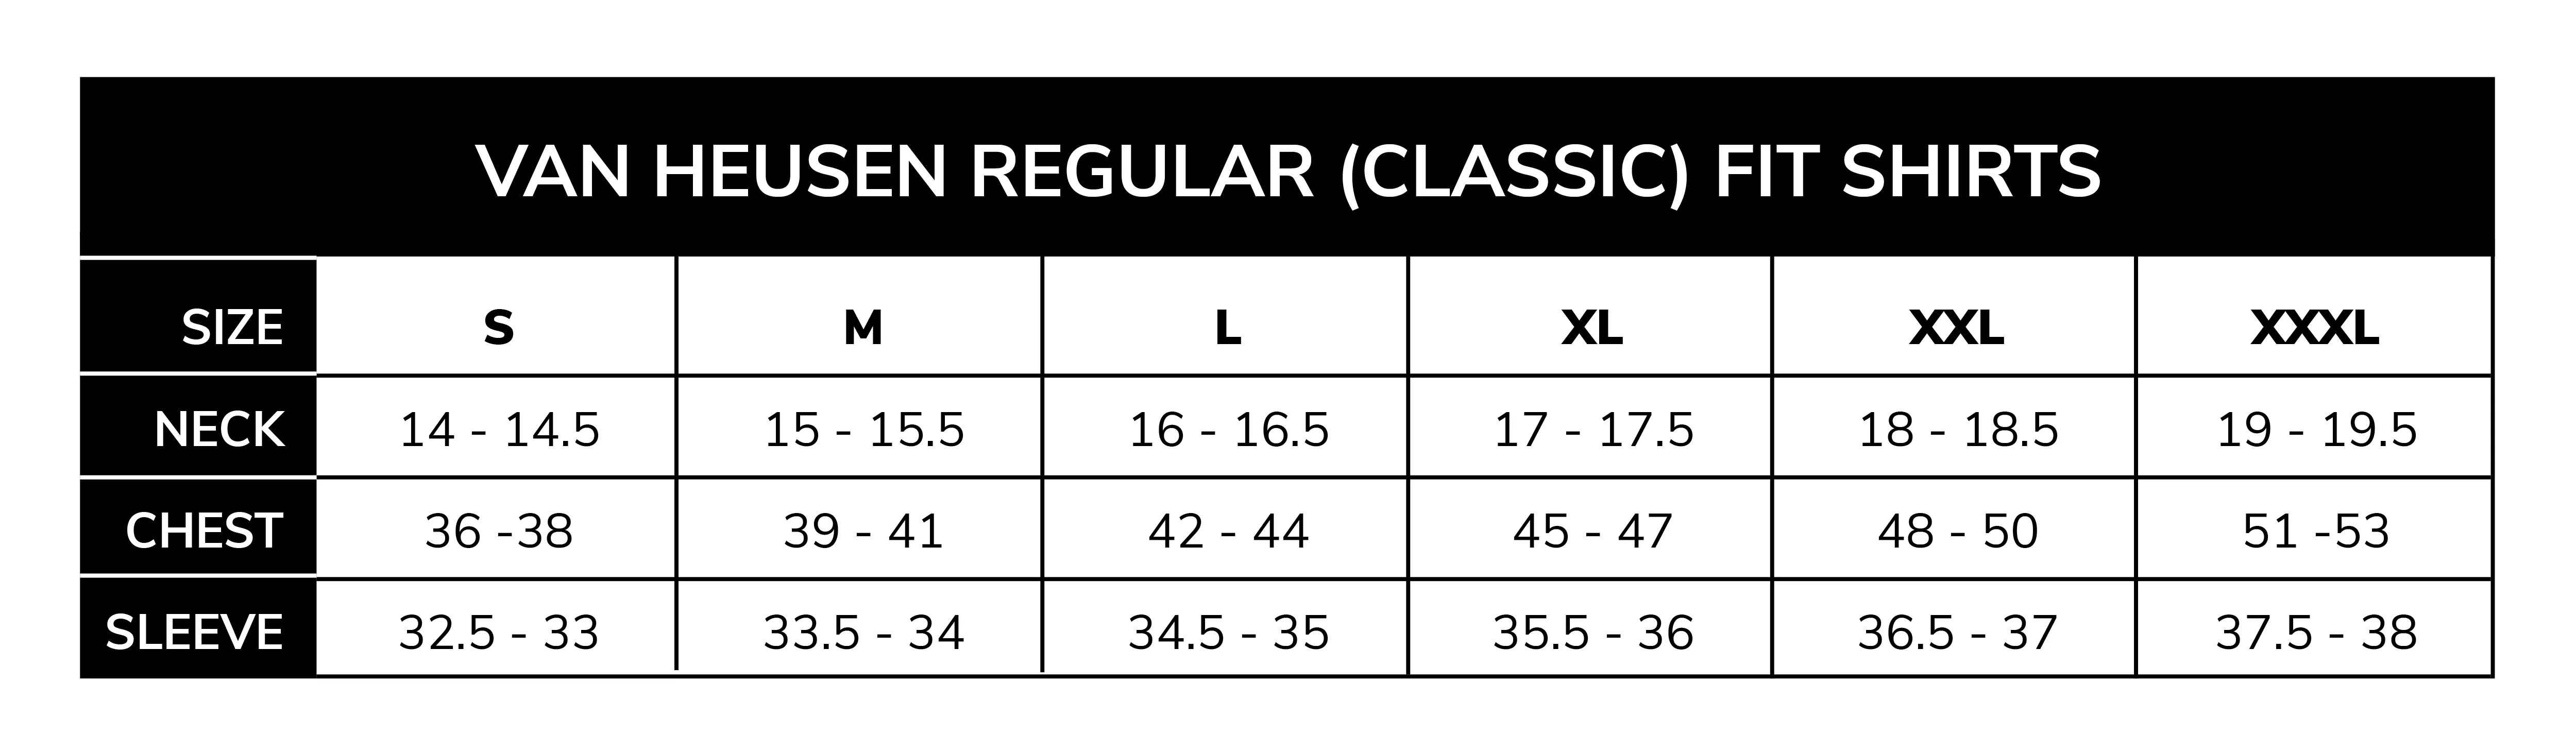 VAN HEUSEN REGULAR (CLASSIC) FIT SHIRTS
SIZE S M L XL XXL XXXL
NECK 14 - 14.5 15 - 15.5 16 - 16.5 17 - 17.5 18 - 18.5 19 - 19.5
CHEST 36 -38 39 - 41 42 - 44 45 - 47 48 - 50 51 -53
SLEEVE 32.5 - 33 33.5 - 34 34.5 - 35 35.5 - 36 36.5 - 37 37.5 - 38